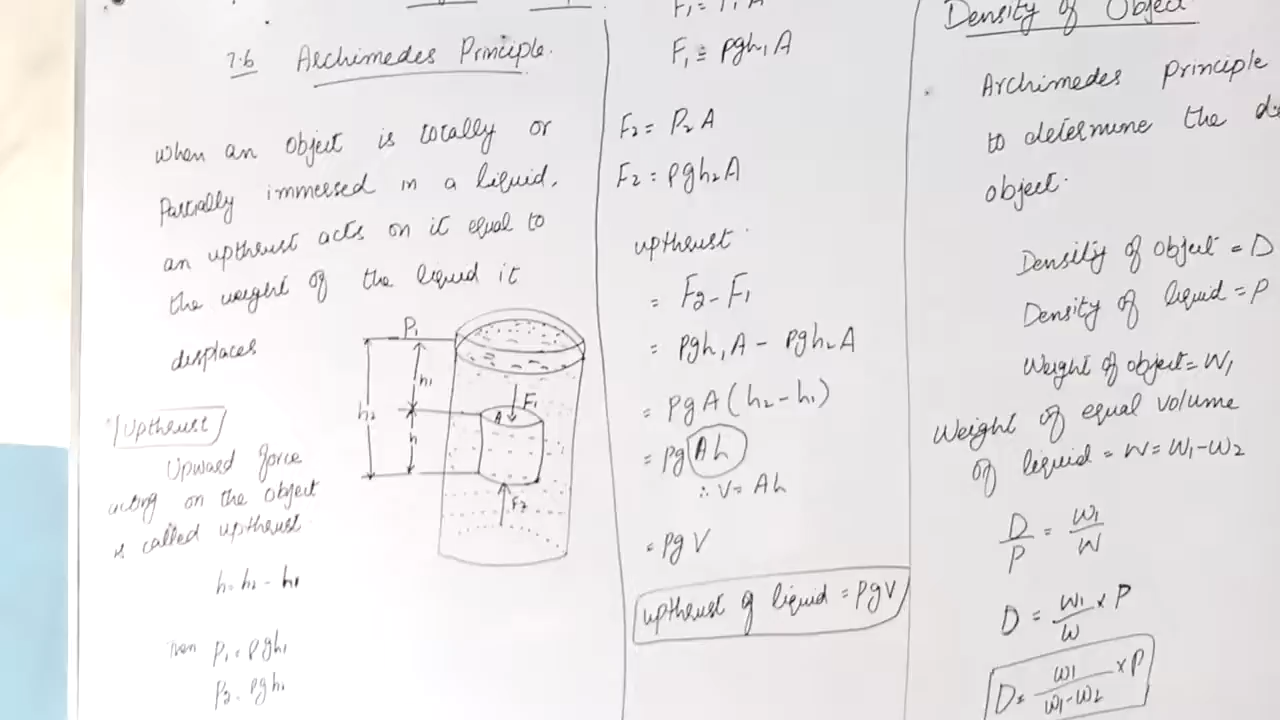 7.6 Archimedes Principle.
When an object is totally or
Partially immersed in a liquid,
an upthrust acts on it equal to
the weight of the liquid it
displaces
P₁
h₁
h₂
h
A
F₁
F₂
Upthrust
Upward force
acting on the object
is called upthrust
h = h₂ - h₁
Then P₁ = ρgh₁
F₁ = ρgh₁A
F₂ = P₂A
F₂ = ρgh₂A
upthrust
= F₂ - F₁
= ρgh₁A - ρgh₂A
= ρgA(h₂-h₁)
= ρg Ah
∴ V = Ah
= ρgV
upthrust of liquid = ρgV
Density of Object
Archimedes principle
to determine the
object.
Density of object = D
Density of liquid = ρ
Weight of object = W₁
Weight of equal volume
of liquid = W = W₁-W₂
D/ρ = W₁/W
D = W₁/W × ρ
D = W₁/W₁-W₂ × ρ